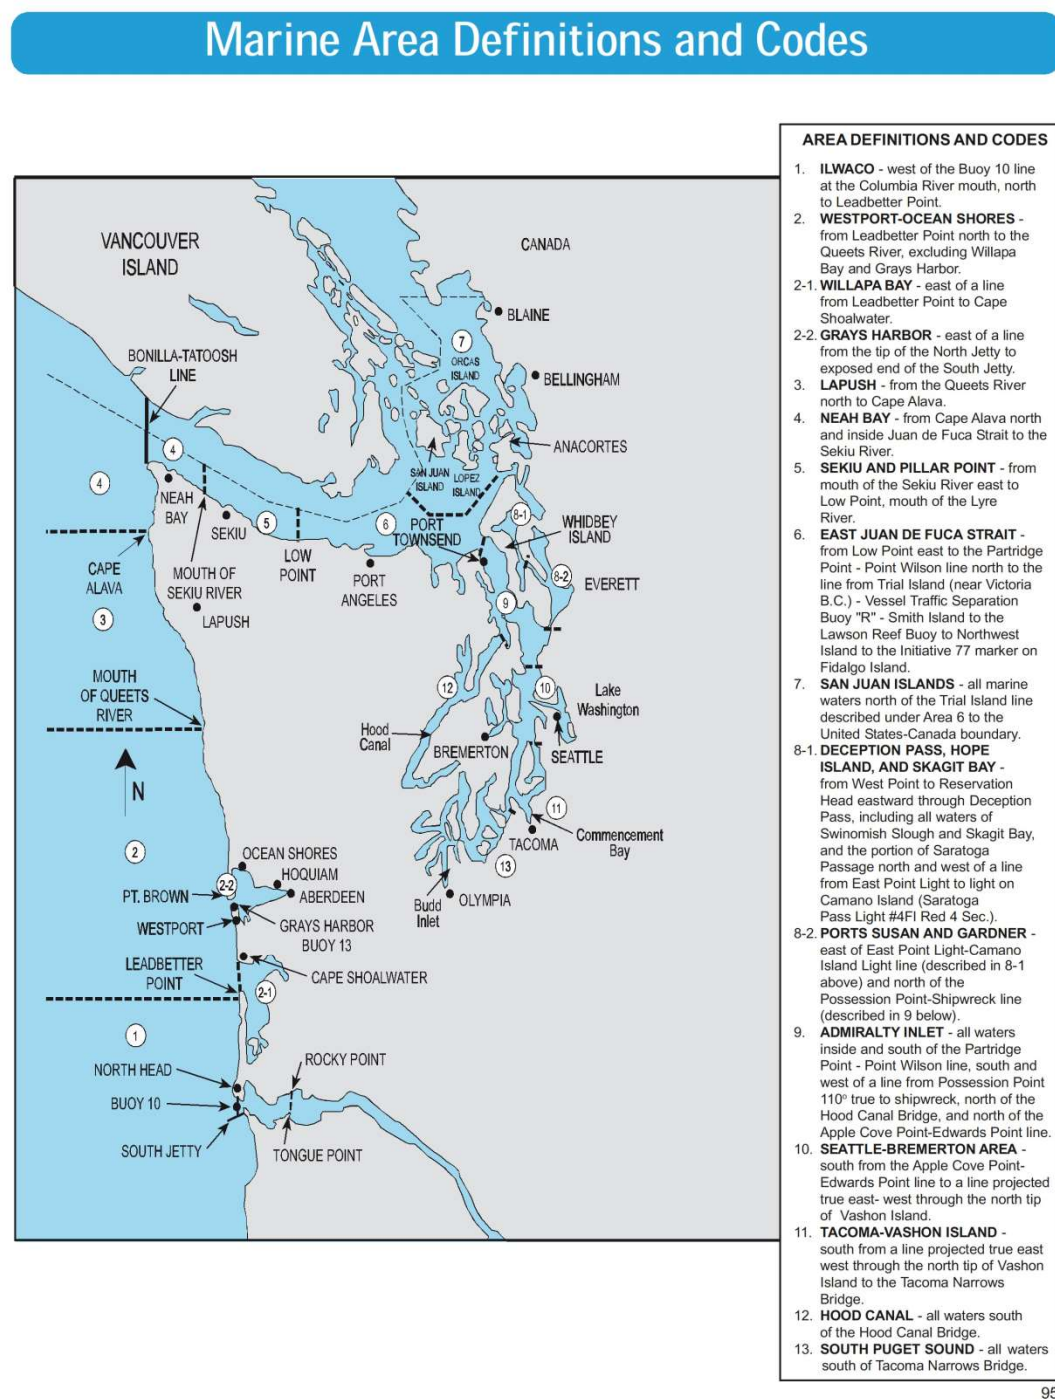 Marine Area Definitions and Codes
VANCOUVER
ISLAND
CANADA
BLAINE
7
ORCAS
ISLAND
BONILLA-TATOOSH
LINE
BELLINGHAM
4
ANACORTES
SAN JUAN
ISLAND
LOPEZ
ISLAND
4
NEAH
BAY
SEKIU
5
6
PORT
TOWNSEND
8-1
WHIDBEY
ISLAND
LOW
POINT
CAPE
ALAVA
MOUTH OF
SEKIU RIVER
PORT
ANGELES
8-2
EVERETT
3
LAPUSH
9
MOUTH
OF QUEETS
RIVER
12
10
Lake
Washington
Hood
Canal
BREMERTON
SEATTLE
N
11
TACOMA
Commencement
Bay
2
13
OCEAN SHORES
HOQUIAM
2-2
PT. BROWN
ABERDEEN
Budd
Inlet
OLYMPIA
WESTPORT
GRAYS HARBOR
BUOY 13
LEADBETTER
POINT
CAPE SHOALWATER
2-1
1
NORTH HEAD
ROCKY POINT
BUOY 10
SOUTH JETTY
TONGUE POINT
AREA DEFINITIONS AND CODES
1. ILWACO - west of the Buoy 10 line
at the Columbia River mouth, north
to Leadbetter Point.
2. WESTPORT-OCEAN SHORES -
from Leadbetter Point north to the
Queets River, excluding Willapa
Bay and Grays Harbor.
2-1. WILLAPA BAY - east of a line
from Leadbetter Point to Cape
Shoalwater.
2-2. GRAYS HARBOR - east of a line
from the tip of the North Jetty to
exposed end of the South Jetty.
3. LAPUSH - from the Queets River
north to Cape Alava.
4. NEAH BAY - from Cape Alava north
and inside Juan de Fuca Strait to the
Sekiu River.
5. SEKIU AND PILLAR POINT - from
mouth of the Sekiu River east to
Low Point, mouth of the Lyre
River.
6. EAST JUAN DE FUCA STRAIT -
from Low Point east to the Partridge
Point - Point Wilson line north to the
line from Trial Island (near Victoria
B.C.) - Vessel Traffic Separation
Buoy "R" - Smith Island to the
Lawson Reef Buoy to Northwest
Island to the Initiative 77 marker on
Fidalgo Island.
7. SAN JUAN ISLANDS - all marine
waters north of the Trial Island line
described under Area 6 to the
United States-Canada boundary.
8-1. DECEPTION PASS, HOPE
ISLAND, AND SKAGIT BAY -
from West Point to Reservation
Head eastward through Deception
Pass, including all waters of
Swinomish Slough and Skagit Bay,
and the portion of Saratoga
Passage north and west of a line
from East Point Light to light on
Camano Island (Saratoga
Pass Light #4FI Red 4 Sec.).
8-2. PORTS SUSAN AND GARDNER -
east of East Point Light-Camano
Island Light line (described in 8-1
above) and north of the
Possession Point-Shipwreck line
(described in 9 below).
9. ADMIRALTY INLET - all waters
inside and south of the Partridge
Point - Point Wilson line, south and
west of a line from Possession Point
110° true to shipwreck, north of the
Hood Canal Bridge, and north of the
Apple Cove Point-Edwards Point line.
10. SEATTLE-BREMERTON AREA -
south from the Apple Cove Point-
Edwards Point line to a line projected
true east- west through the north tip
of Vashon Island.
11. TACOMA-VASHON ISLAND -
south from a line projected true east
west through the north tip of Vashon
Island to the Tacoma Narrows
Bridge.
12. HOOD CANAL - all waters south
of the Hood Canal Bridge.
13. SOUTH PUGET SOUND - all waters
south of Tacoma Narrows Bridge.
95